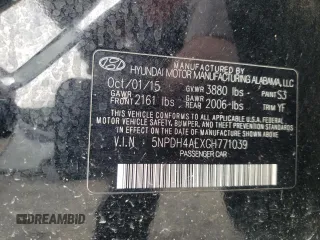 MANUFACTURED BY
HYUNDAI MOTOR MANUFACTURING ALABAMA, LLC
Oct/01/15 GVWR 3880 lbs PAINT S3
GAWR FRONT 2161 lbs GAWR REAR 2006 lbs TRIM YF
THIS VEHICLE CONFORMS TO ALL APPLICABLE U.S. FEDERAL
MOTOR VEHICLE SAFETY, BUMPER, AND THEFT PREVENTION
STANDARDS IN EFFECT ON THE DATE OF MANUFACTURE SHOWN ABOVE.
V.I.N : 5NPDH4AEXGH771039
PASSENGER CAR
DREAMBID